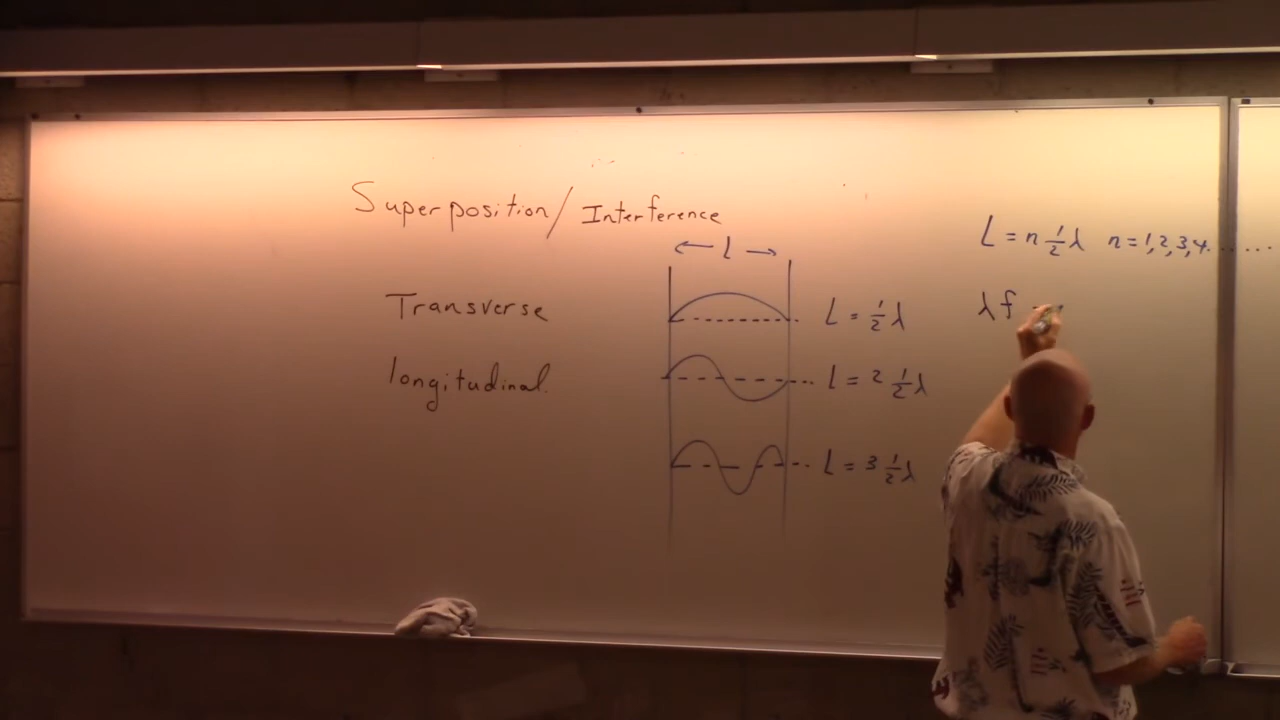 Superposition / Interference
← L →
L = n 1/2 λ n = 1, 2, 3, 4 ......
Transverse
L = 1/2 λ
λ f
longitudinal.
L = 2 1/2 λ
L = 3 1/2 λ